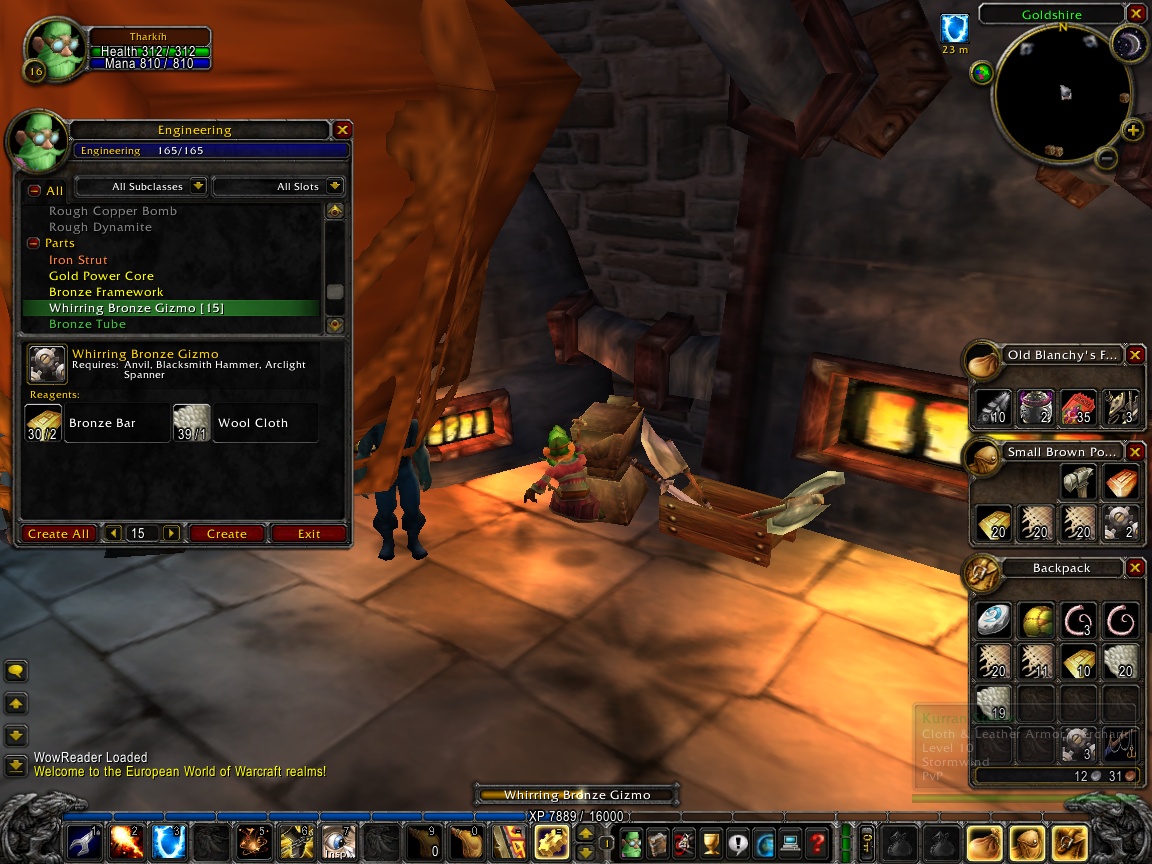 Tharkih
Health 312 / 312
Mana 810 / 810
16
23 m
Goldshire
N
Engineering
Engineering 165/165
All
All Subclasses
All Slots
Rough Copper Bomb
Rough Dynamite
Parts
Iron Strut
Gold Power Core
Bronze Framework
Whirring Bronze Gizmo [15]
Bronze Tube
Whirring Bronze Gizmo
Requires: Anvil, Blacksmith Hammer, Arclight
Spanner
Reagents:
30/2
Bronze Bar
39/1
Wool Cloth
Create All
15
Create
Exit
Old Blanchy's F...
10 2 35 3
Small Brown Po...
20 20 20 2
Backpack
3
20 11 10 20
19
3
12 31
Kurran
Cloth & Leather Armor Merchant
Level 10
Stormwind
PvP
WowReader Loaded
Welcome to the European World of Warcraft realms!
Whirring Bronze Gizmo
XP 7889 / 16000
1 2 3 5 6 7 9 0
Insp
0
1